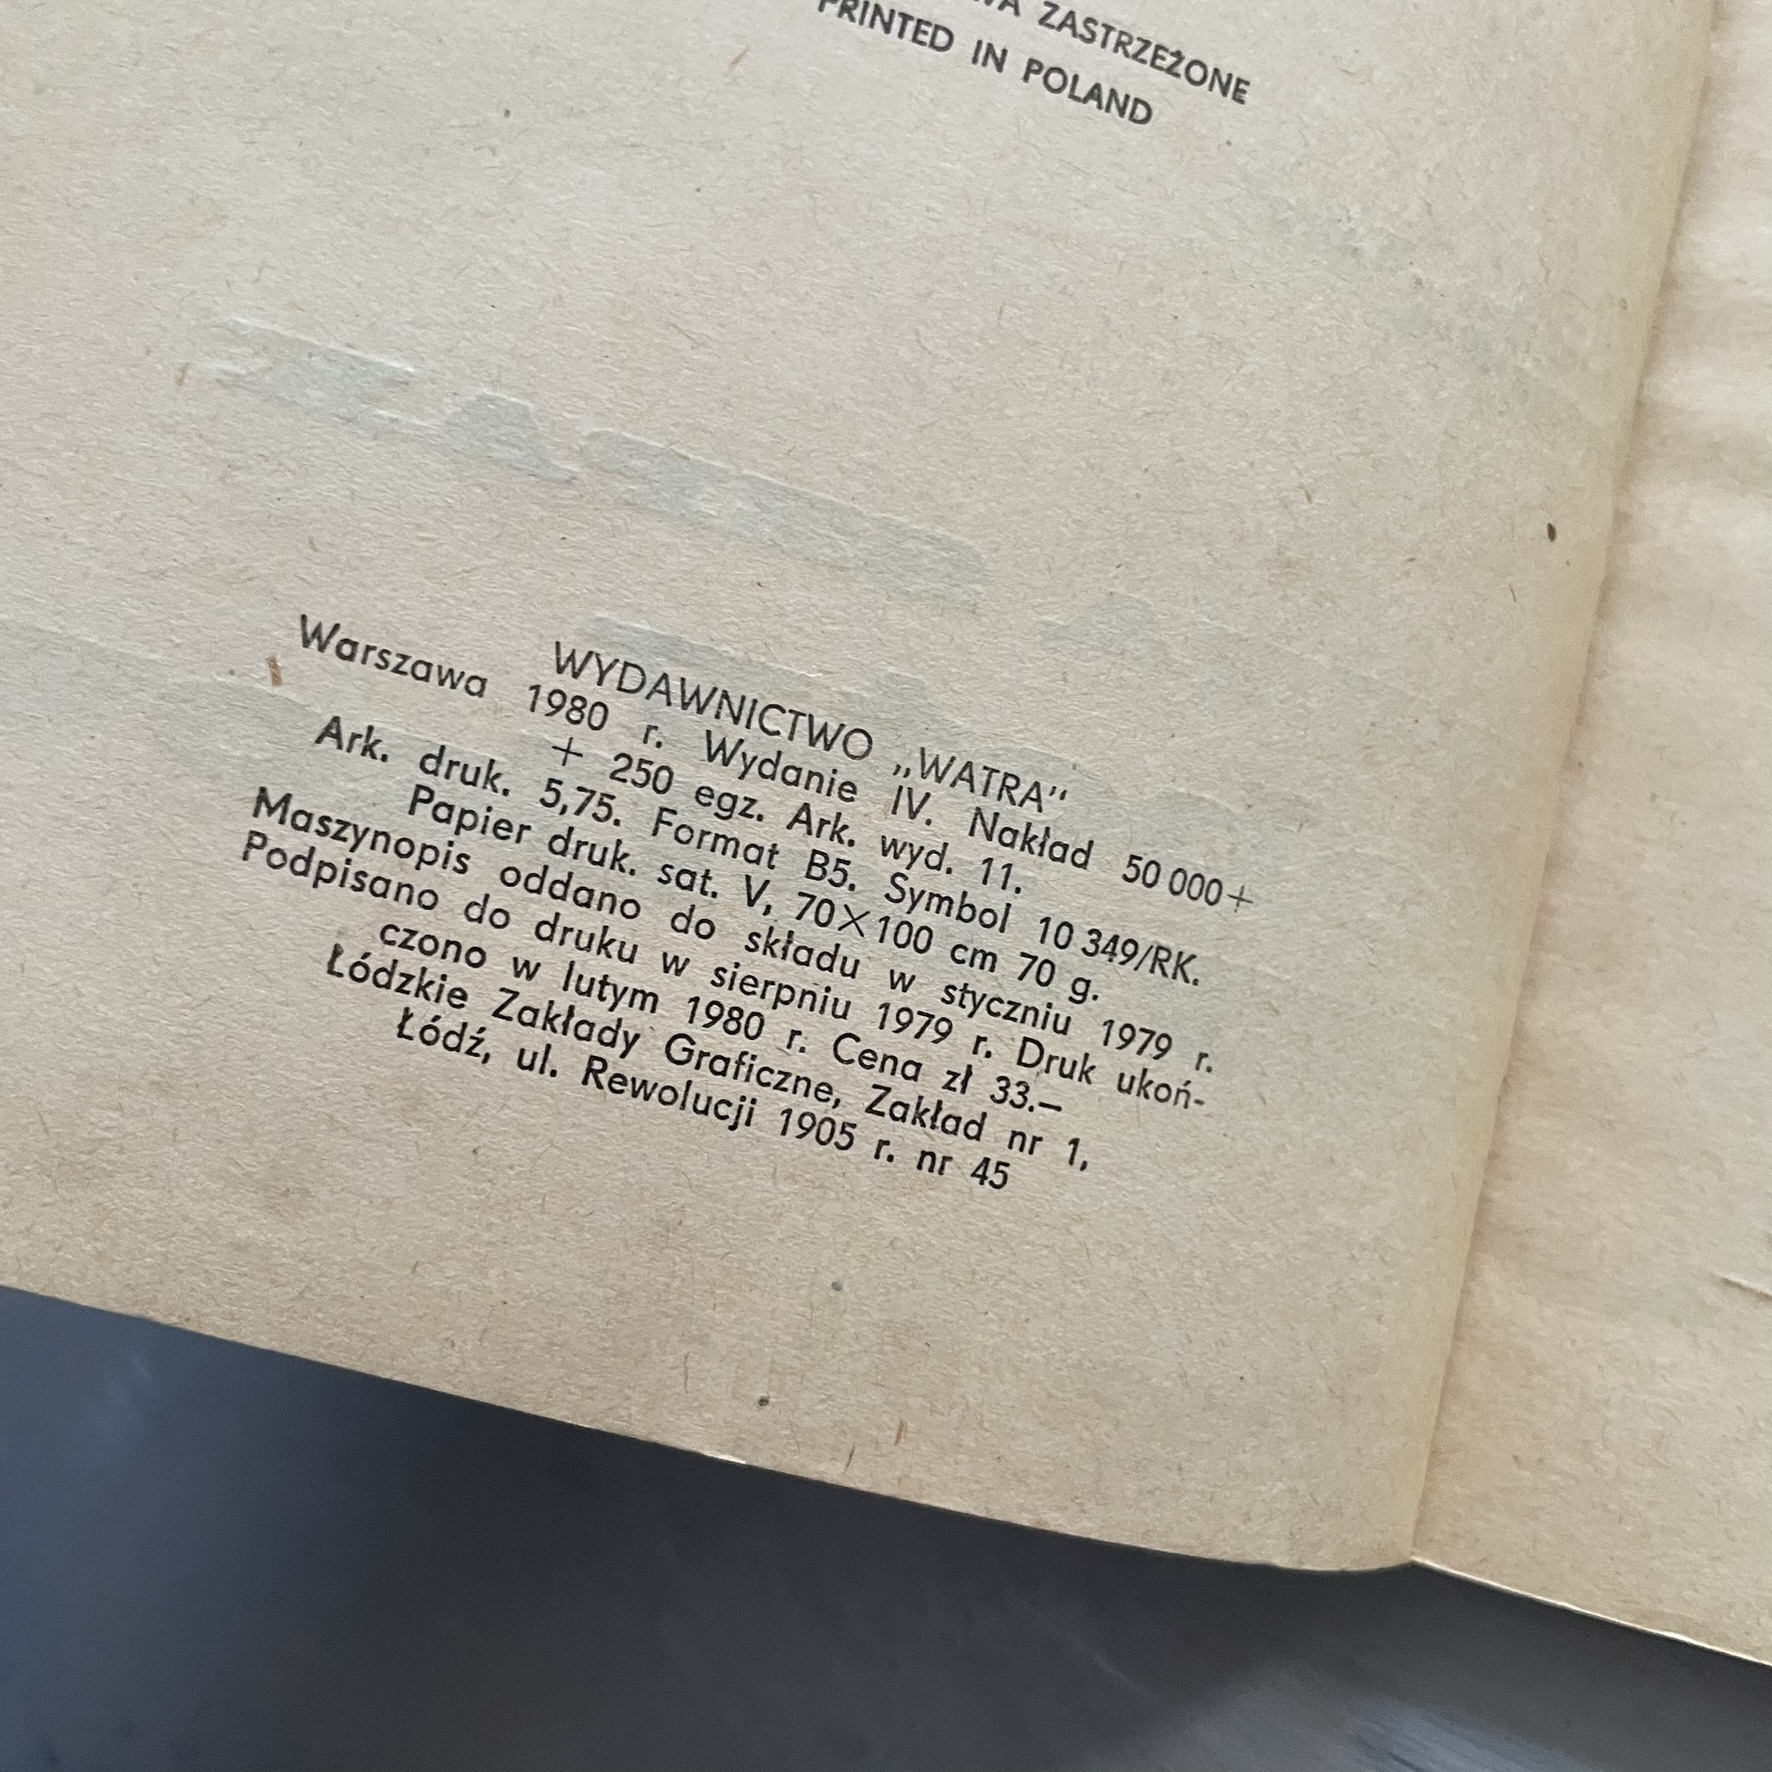 ZASTRZEŻONE
PRINTED IN POLAND
WYDAWNICTWO „WATRA”
Warszawa 1980 r. Wydanie IV. Nakład 50 000+
+ 250 egz. Ark. wyd. 11.
Ark. druk. 5,75. Format B5. Symbol 10 349/RK.
Papier druk. sat. V, 70×100 cm 70 g.
Maszynopis oddano do składu w styczniu 1979 r.
Podpisano do druku w sierpniu 1979 r. Druk ukoń-
czono w lutym 1980 r. Cena zł 33.—
Łódzkie Zakłady Graficzne, Zakład nr 1,
Łódź, ul. Rewolucji 1905 r. nr 45